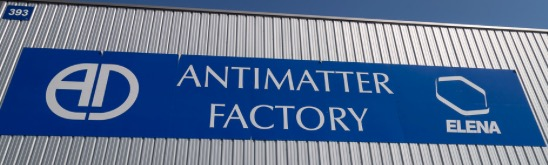 393
AD
ANTIMATTER
FACTORY
ELENA